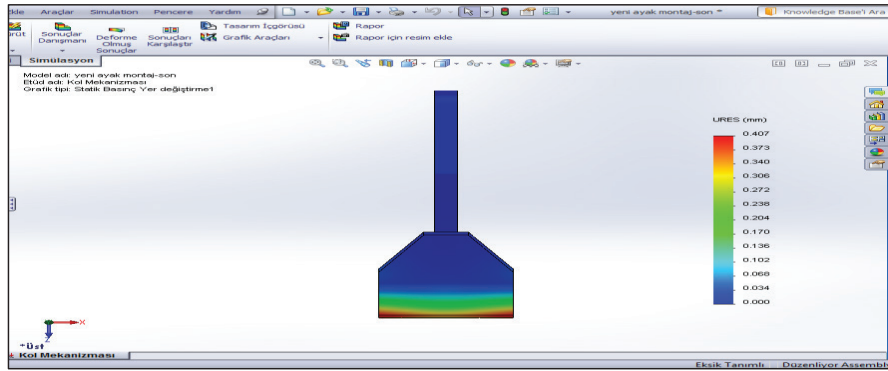 kle Araçlar Simulation Pencere Yardım yeni ayak montaj-son * Knowledge Base'i Ara
rüt Sonuçlar Danışmanı Deforme Olmuş Sonuçlar Sonuçları Karşılaştır Tasarım İçgörüsü Rapor
Grafik Araçları Rapor için resim ekle
Simülasyon
Model adı: yeni ayak montaj-son
Etüd adı: Kol Mekanizması
Grafik tipi: Statik Basınç Yer değiştirme1
URES (mm)
0.407
0.373
0.340
0.306
0.272
0.238
0.204
0.170
0.136
0.102
0.068
0.034
0.000
X
Z
*Üst
Kol Mekanizması
Eksik Tanımlı Düzenliyor Assembly